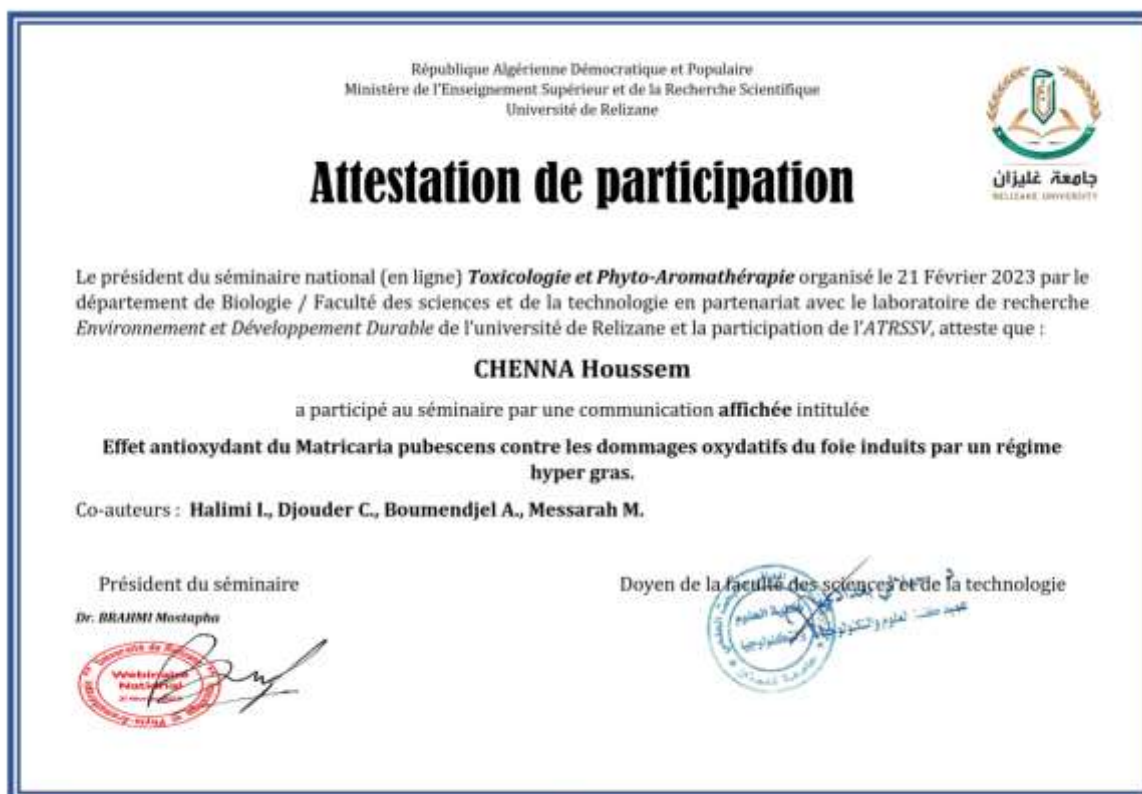 République Algérienne Démocratique et Populaire
Ministère de l'Enseignement Supérieur et de la Recherche Scientifique
Université de Relizane
جامعة غليزان
RELIZANE UNIVERSITY
Attestation de participation
Le président du séminaire national (en ligne) Toxicologie et Phyto-Aromathérapie organisé le 21 Février 2023 par le
département de Biologie / Faculté des sciences et de la technologie en partenariat avec le laboratoire de recherche
Environnement et Développement Durable de l'université de Relizane et la participation de l'ATRSSV, atteste que :
CHENNA Houssem
a participé au séminaire par une communication affichée intitulée
Effet antioxydant du Matricaria pubescens contre les dommages oxydatifs du foie induits par un régime
hyper gras.
Co-auteurs : Halimi I., Djouder C., Boumendjel A., Messarah M.
Président du séminaire
Doyen de la faculté des sciences et de la technologie
Dr. BRAHMI Mostapha
Université de Relizane
Webinaire
National
كلية العلوم
والتكنولوجيا